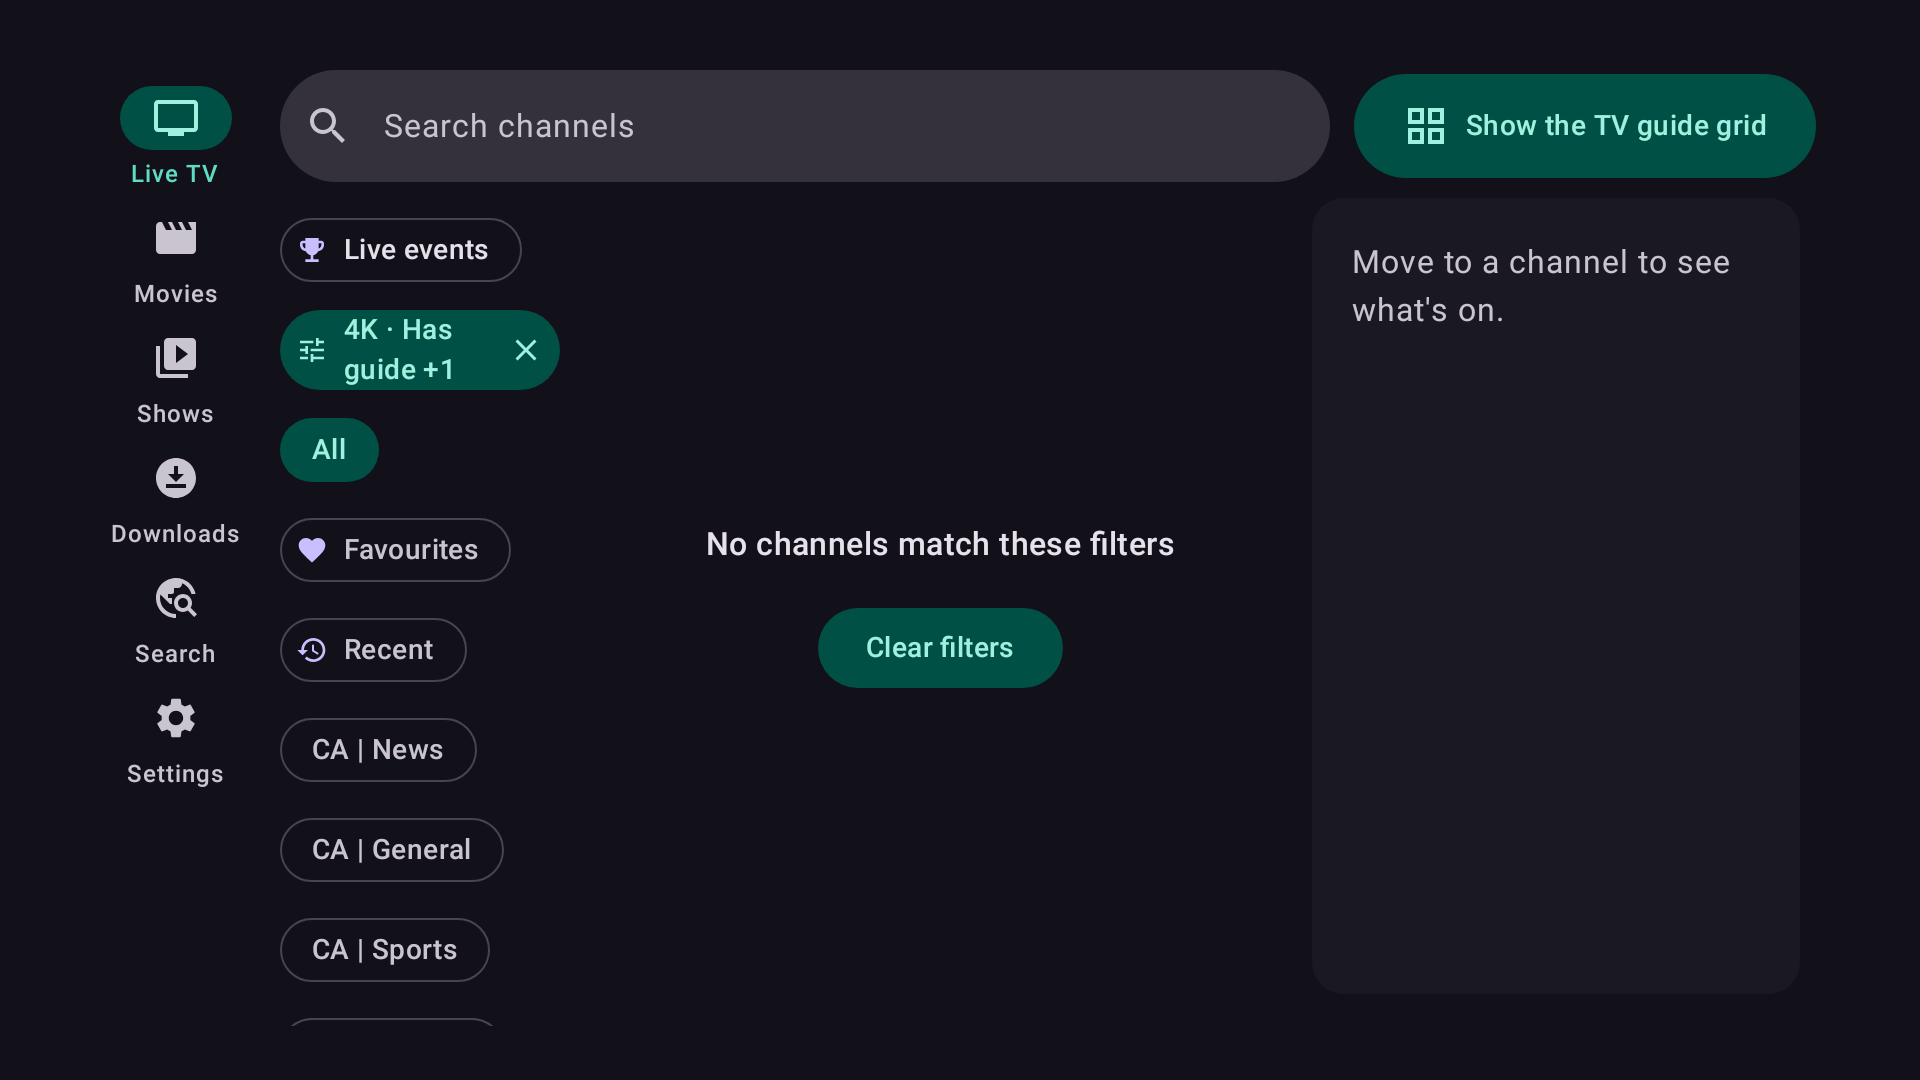 Search channels
Show the TV guide grid
Live TV
Movies
Shows
Downloads
Search
Settings
Live events
4K · Has
guide +1
All
Favourites
Recent
CA | News
CA | General
CA | Sports
No channels match these filters
Clear filters
Move to a channel to see
what's on.